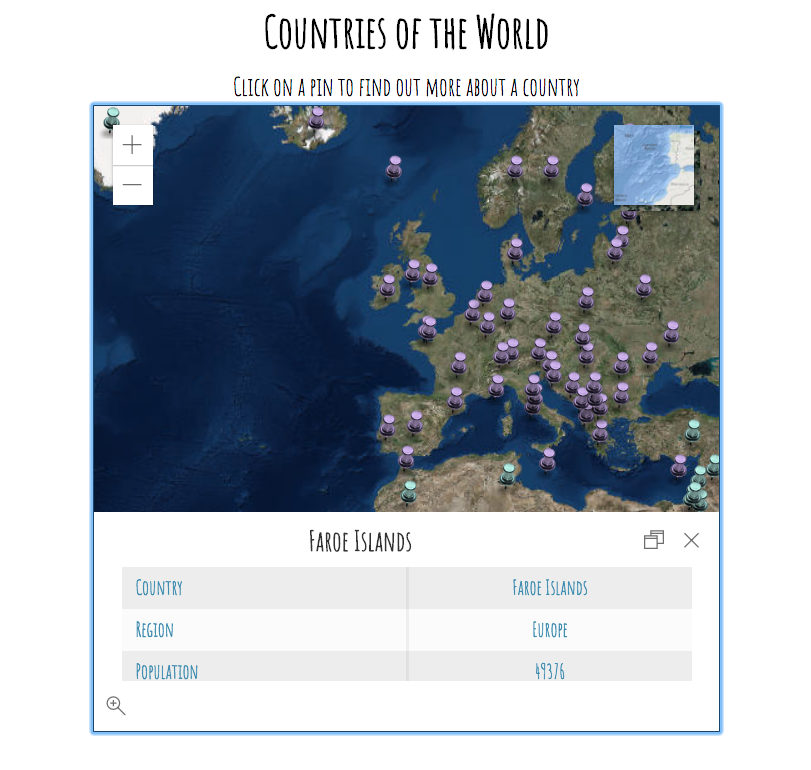 Countries of the World
Click on a pin to find out more about a country
Faroe Islands
Country Faroe Islands
Region Europe
Population 49376